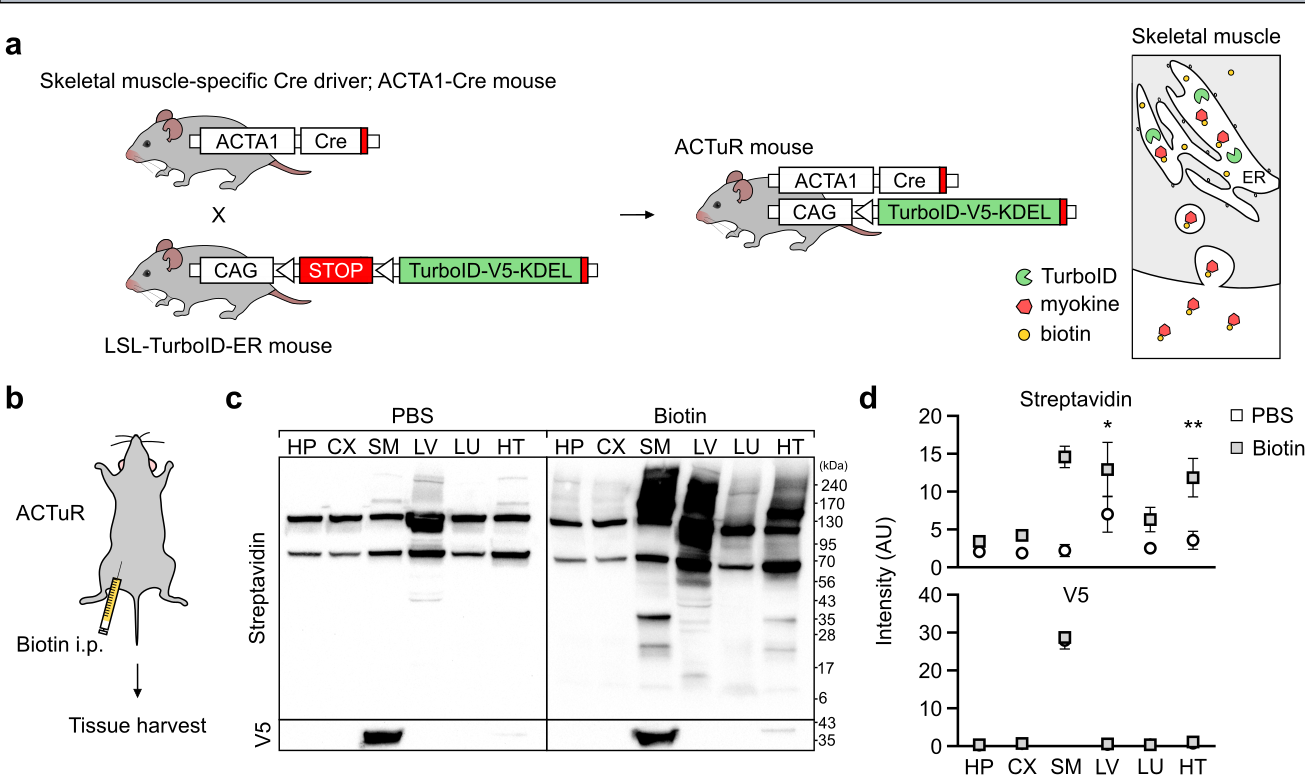 a
Skeletal muscle-specific Cre driver; ACTA1-Cre mouse
ACTA1 Cre
X
CAG STOP TurboID-V5-KDEL
LSL-TurboID-ER mouse
ACTuR mouse
ACTA1 Cre
CAG TurboID-V5-KDEL
Skeletal muscle
ER
TurboID
myokine
biotin
b
ACTuR
Biotin i.p.
Tissue harvest
c
PBS Biotin
HP CX SM LV LU HT HP CX SM LV LU HT
(kDa)
240
170
130
95
70
56
43
35
28
17
6
43
35
Streptavidin
V5
d
Streptavidin
PBS
Biotin
* **
20
15
10
5
0
Intensity (AU)
V5
40
30
20
10
0
HP CX SM LV LU HT